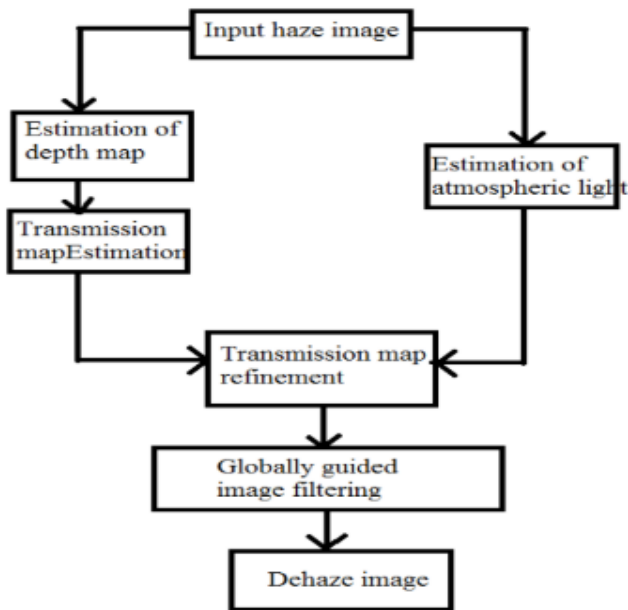 Input haze image
Estimation of
depth map
Estimation of
atmospheric light
Transmission
mapEstimation
Transmission map
refinement
Globally guided
image filtering
Dehaze image